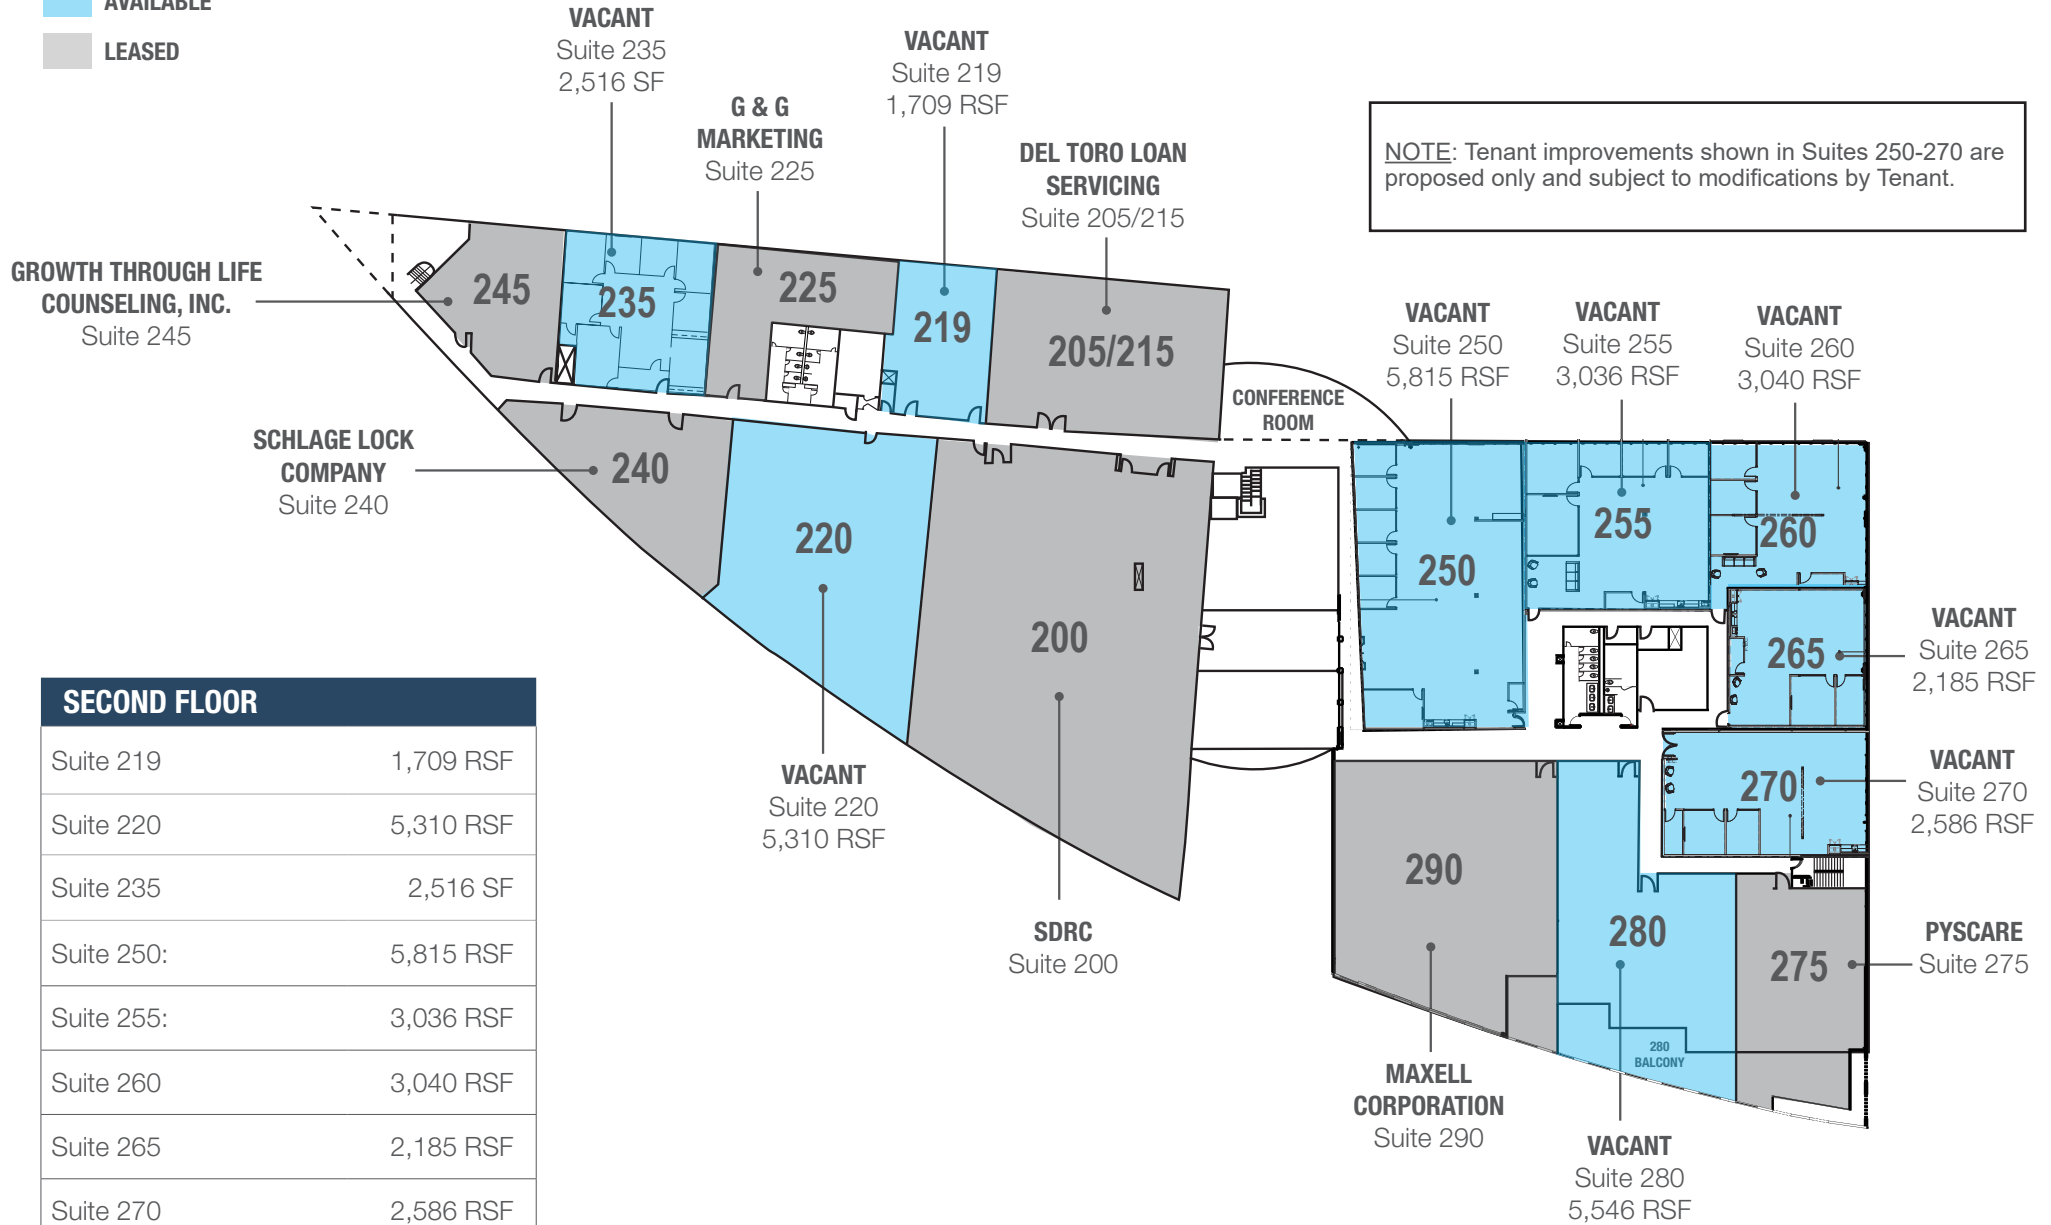 AVAILABLE
LEASED
VACANT
Suite 235
2,516 SF
G & G
MARKETING
Suite 225
VACANT
Suite 219
1,709 RSF
DEL TORO LOAN
SERVICING
Suite 205/215
NOTE: Tenant improvements shown in Suites 250-270 are
proposed only and subject to modifications by Tenant.
GROWTH THROUGH LIFE
COUNSELING, INC.
Suite 245
245
235
225
219
205/215
CONFERENCE
ROOM
VACANT
Suite 250
5,815 RSF
VACANT
Suite 255
3,036 RSF
VACANT
Suite 260
3,040 RSF
SCHLAGE LOCK
COMPANY
Suite 240
240
220
200
250
255
260
265
VACANT
Suite 265
2,185 RSF
270
VACANT
Suite 270
2,586 RSF
VACANT
Suite 220
5,310 RSF
SDRC
Suite 200
290
280
275
PYSCARE
Suite 275
280
BALCONY
MAXELL
CORPORATION
Suite 290
VACANT
Suite 280
5,546 RSF
SECOND FLOOR
Suite 219 1,709 RSF
Suite 220 5,310 RSF
Suite 235 2,516 SF
Suite 250: 5,815 RSF
Suite 255: 3,036 RSF
Suite 260 3,040 RSF
Suite 265 2,185 RSF
Suite 270 2,586 RSF